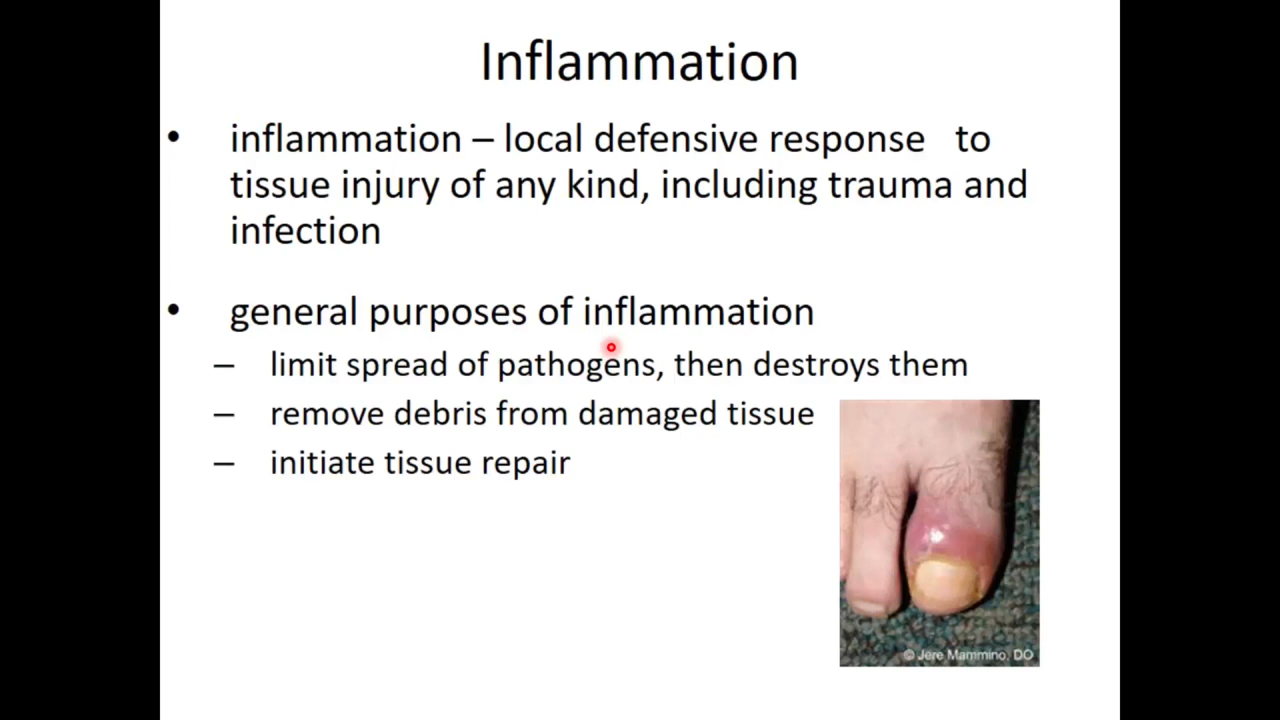 Inflammation
• inflammation – local defensive response to
tissue injury of any kind, including trauma and
infection
• general purposes of inflammation
– limit spread of pathogens, then destroys them
– remove debris from damaged tissue
– initiate tissue repair
© Jere Mammino, DO